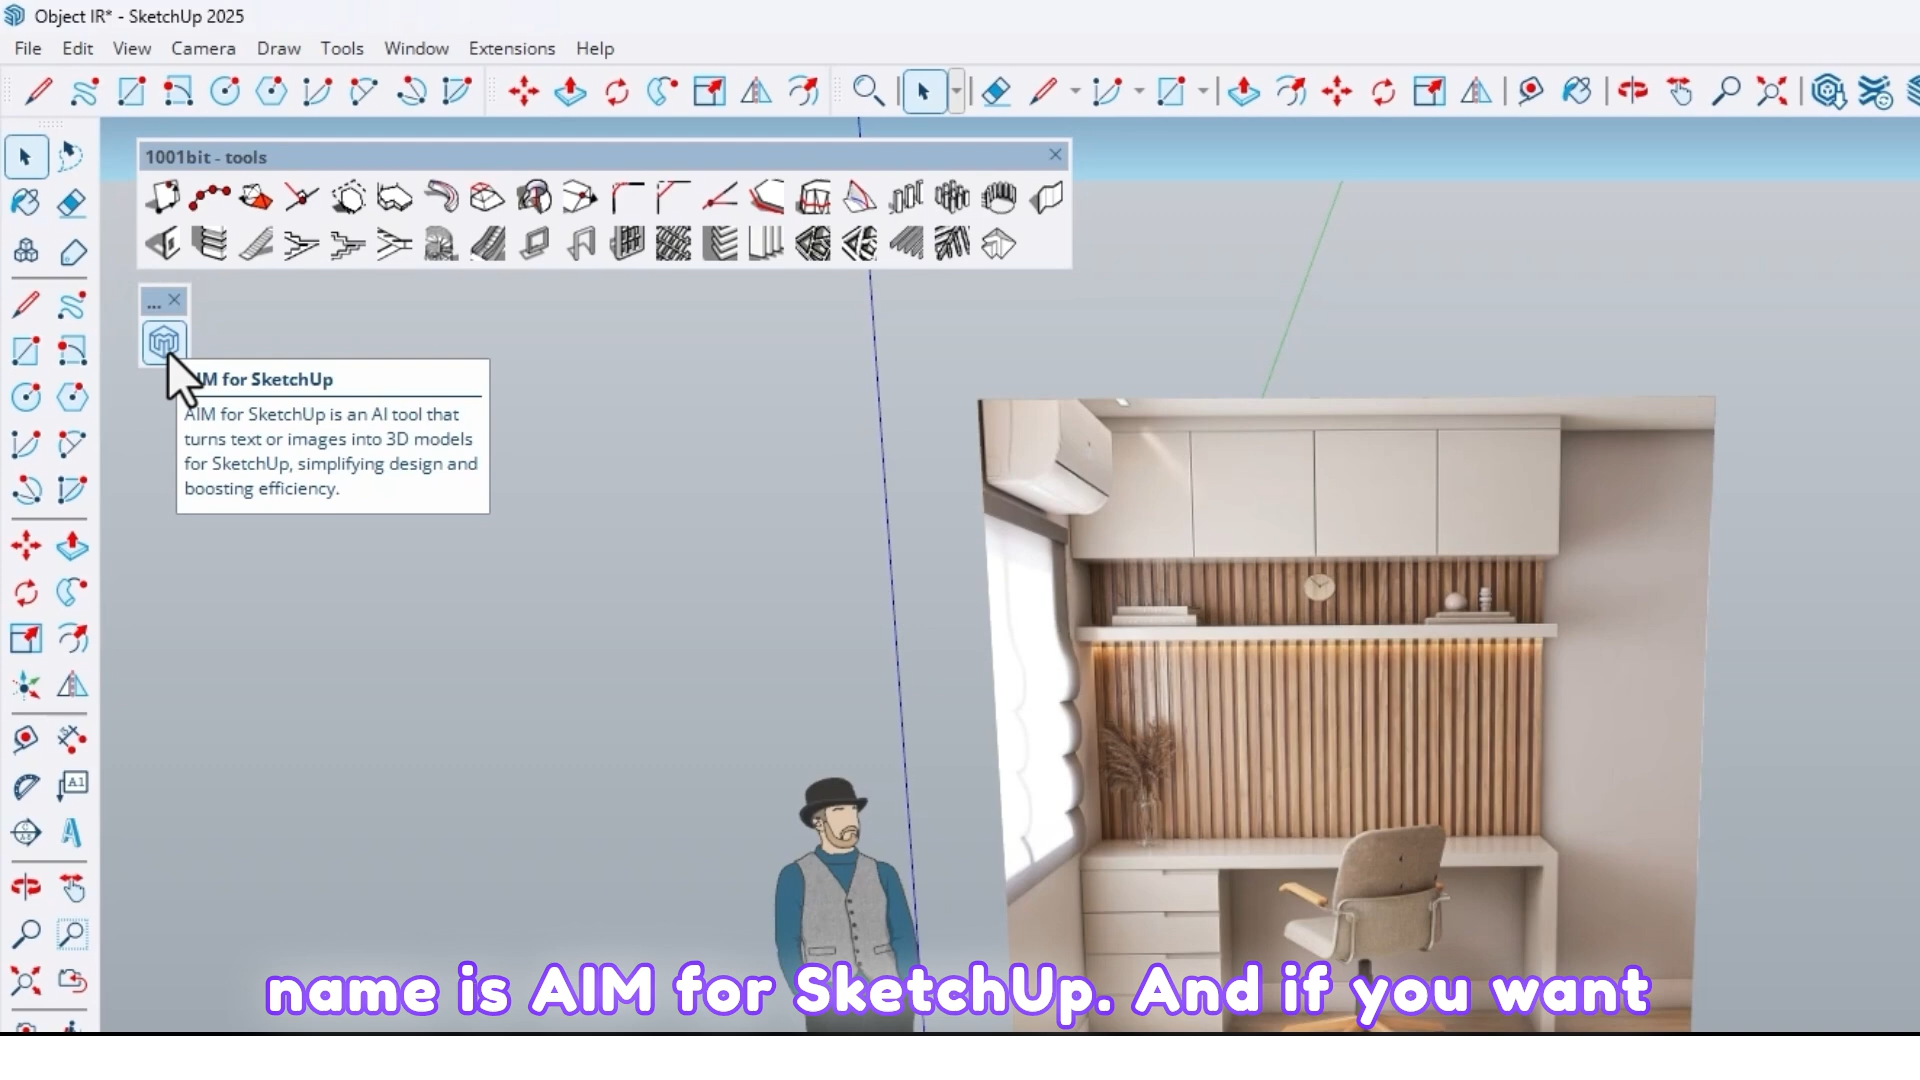 Object IR* - SketchUp 2025
File Edit View Camera Draw Tools Window Extensions Help
1001bit - tools
...
IM for SketchUp
AIM for SketchUp is an AI tool that
turns text or images into 3D models
for SketchUp, simplifying design and
boosting efficiency.
A1
name is AIM for SketchUp. And if you want